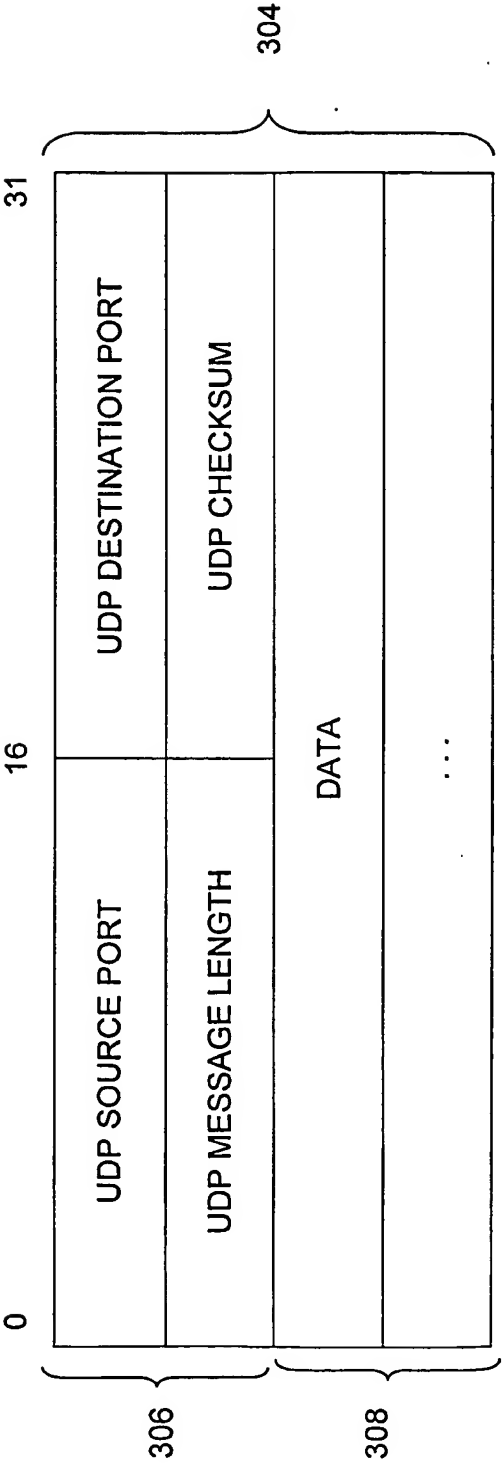 0 16 31
UDP SOURCE PORT UDP DESTINATION PORT
UDP MESSAGE LENGTH UDP CHECKSUM
DATA
...
306
308
304